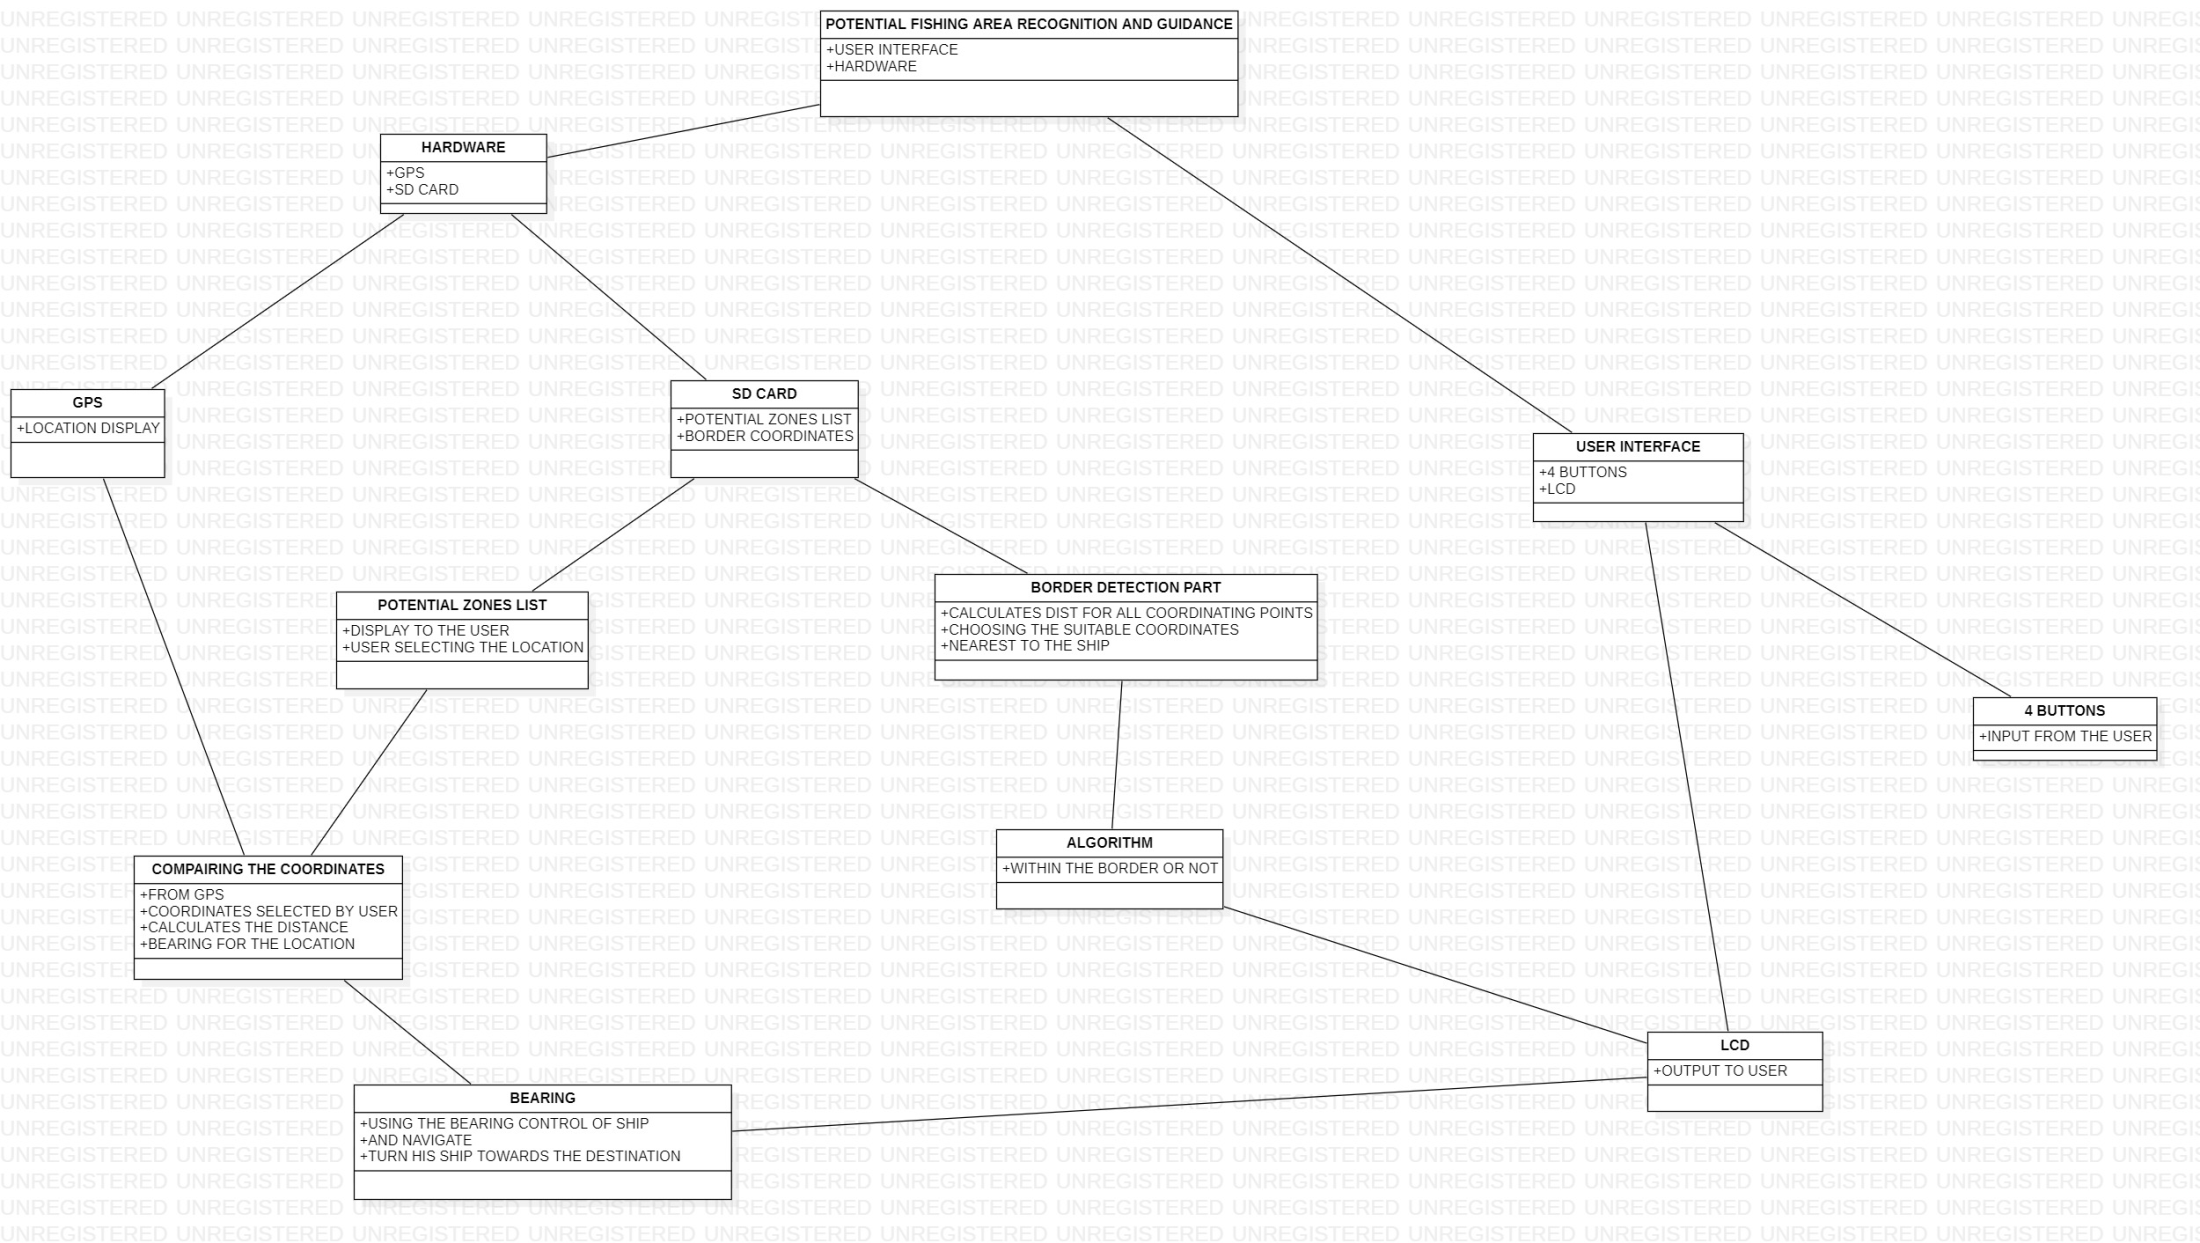 POTENTIAL FISHING AREA RECOGNITION AND GUIDANCE
+USER INTERFACE
+HARDWARE
HARDWARE
+GPS
+SD CARD
GPS
+LOCATION DISPLAY
SD CARD
+POTENTIAL ZONES LIST
+BORDER COORDINATES
USER INTERFACE
+4 BUTTONS
+LCD
POTENTIAL ZONES LIST
+DISPLAY TO THE USER
+USER SELECTING THE LOCATION
BORDER DETECTION PART
+CALCULATES DIST FOR ALL COORDINATING POINTS
+CHOOSING THE SUITABLE COORDINATES
+NEAREST TO THE SHIP
4 BUTTONS
+INPUT FROM THE USER
ALGORITHM
+WITHIN THE BORDER OR NOT
COMPAIRING THE COORDINATES
+FROM GPS
+COORDINATES SELECTED BY USER
+CALCULATES THE DISTANCE
+BEARING FOR THE LOCATION
LCD
+OUTPUT TO USER
BEARING
+USING THE BEARING CONTROL OF SHIP
+AND NAVIGATE
+TURN HIS SHIP TOWARDS THE DESTINATION
UNREGISTERED